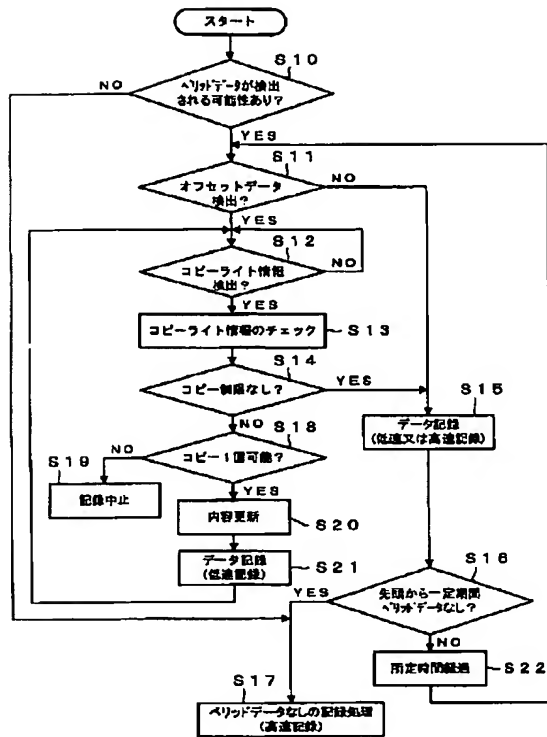 スタート
S10
NO
ベリッドデータが検出
される可能性あり?
YES
S11
NO
オフセットデータ
検出?
YES
S12
コピーライト情報
検出?
NO
YES
コピーライト情報のチェック
S13
S14
コピー制限なし?
YES
S15
データ記録
(低速又は高速記録)
NO
S18
NO
コピー1個可能?
S19
記録中止
YES
内容更新
S20
データ記録
(低速記録)
S21
S16
YES
先頭から一定期間
ベリッドデータなし?
NO
所定時間経過
S22
S17
ベリッドデータなしの記録処理
(高速記録)